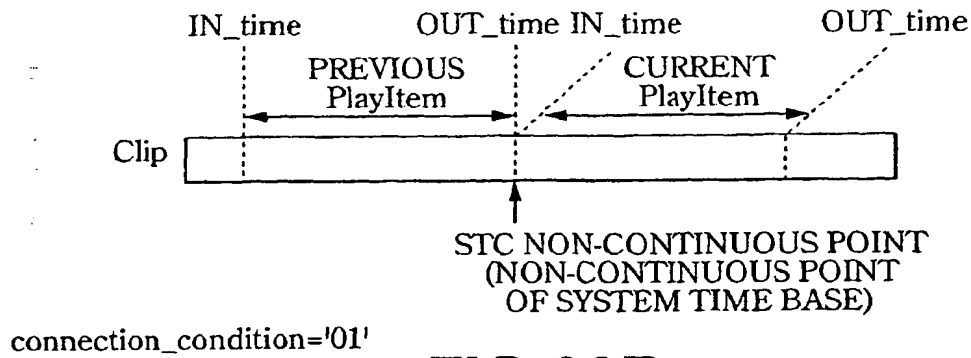 IN_time OUT_time IN_time OUT_time
PREVIOUS PlayItem
CURRENT PlayItem
Clip
STC NON-CONTINUOUS POINT
(NON-CONTINUOUS POINT
OF SYSTEM TIME BASE)
connection_condition='01'